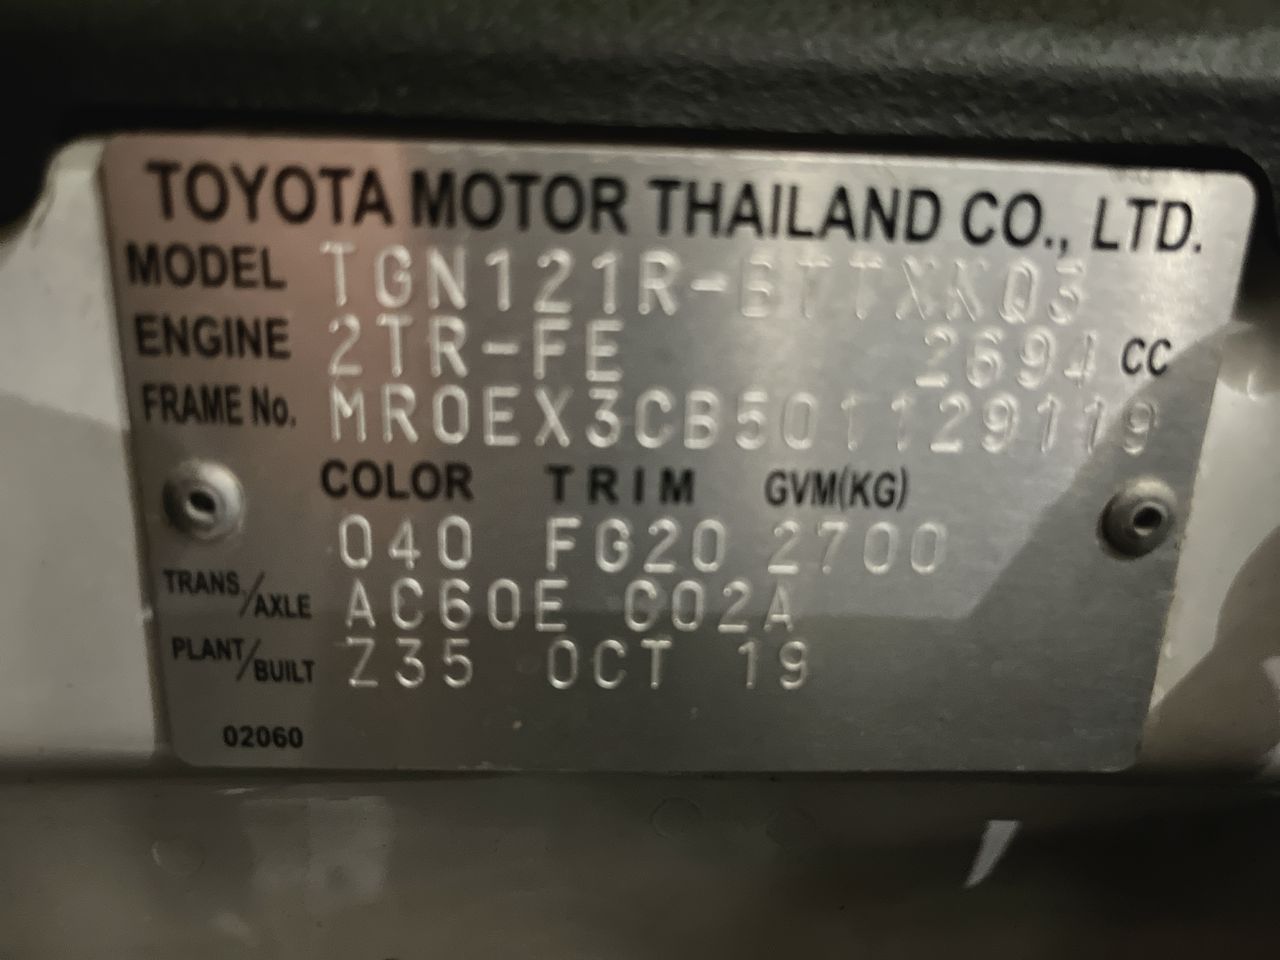 TOYOTA MOTOR THAILAND CO., LTD.
MODEL TGN121R-BTTXKQ3
ENGINE 2TR-FE 2694 CC
FRAME No. MR0EX3CB501129119
COLOR TRIM GVM(KG)
040 FG20 2700
TRANS./AXLE AC60E C02A
PLANT/BUILT Z35 OCT 19
02060